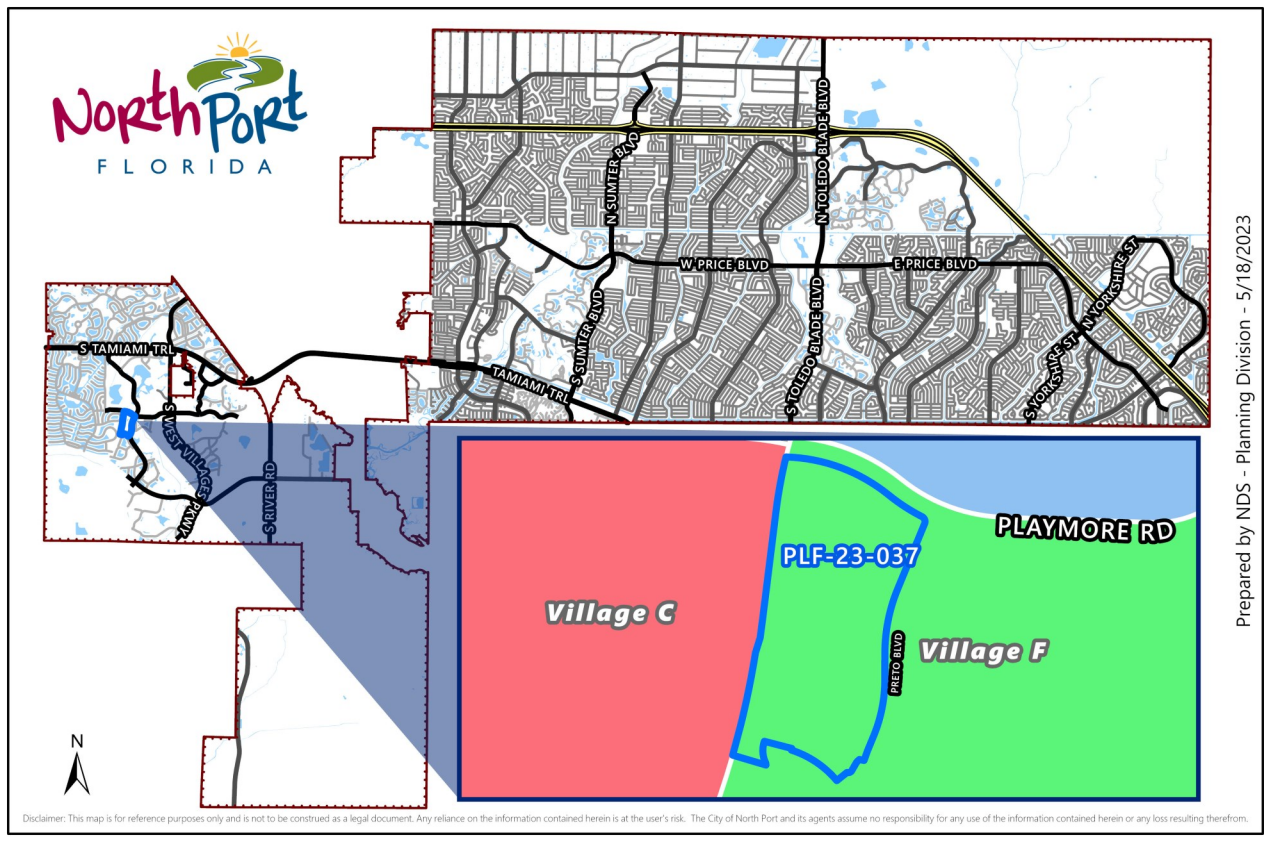 North Port
FLORIDA
N SUMTER BLVD
N TOLEDO BLADE BLVD
W PRICE BLVD
E PRICE BLVD
N YORKSHIRE ST
S YORKSHIRE ST
S SUMTER BLVD
S TOLEDO BLADE BLVD
S TAMIAMI TRL
TAMIAMI TRL
S WEST VILLAGES PKWY
S RIVER RD
PLAYMORE RD
PLF-23-037
Village C
Village F
PRETO BLVD
N
Prepared by NDS - Planning Division - 5/18/2023
Disclaimer: This map is for reference purposes only and is not to be construed as a legal document. Any reliance on the information contained herein is at the user's risk. The City of North Port and its agents assume no responsibility for any use of the information contained herein or any loss resulting therefrom.